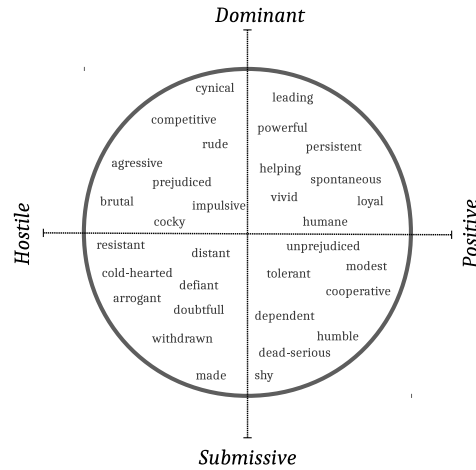 Dominant
cynical
leading
competitive
powerful
rude
persistent
agressive
helping
prejudiced
spontaneous
brutal
impulsive
vivid
loyal
cocky
humane
Hostile
Positive
resistant
distant
unprejudiced
cold-hearted
tolerant
modest
defiant
arrogant
cooperative
doubtfull
dependent
withdrawn
humble
dead-serious
made
shy
Submissive